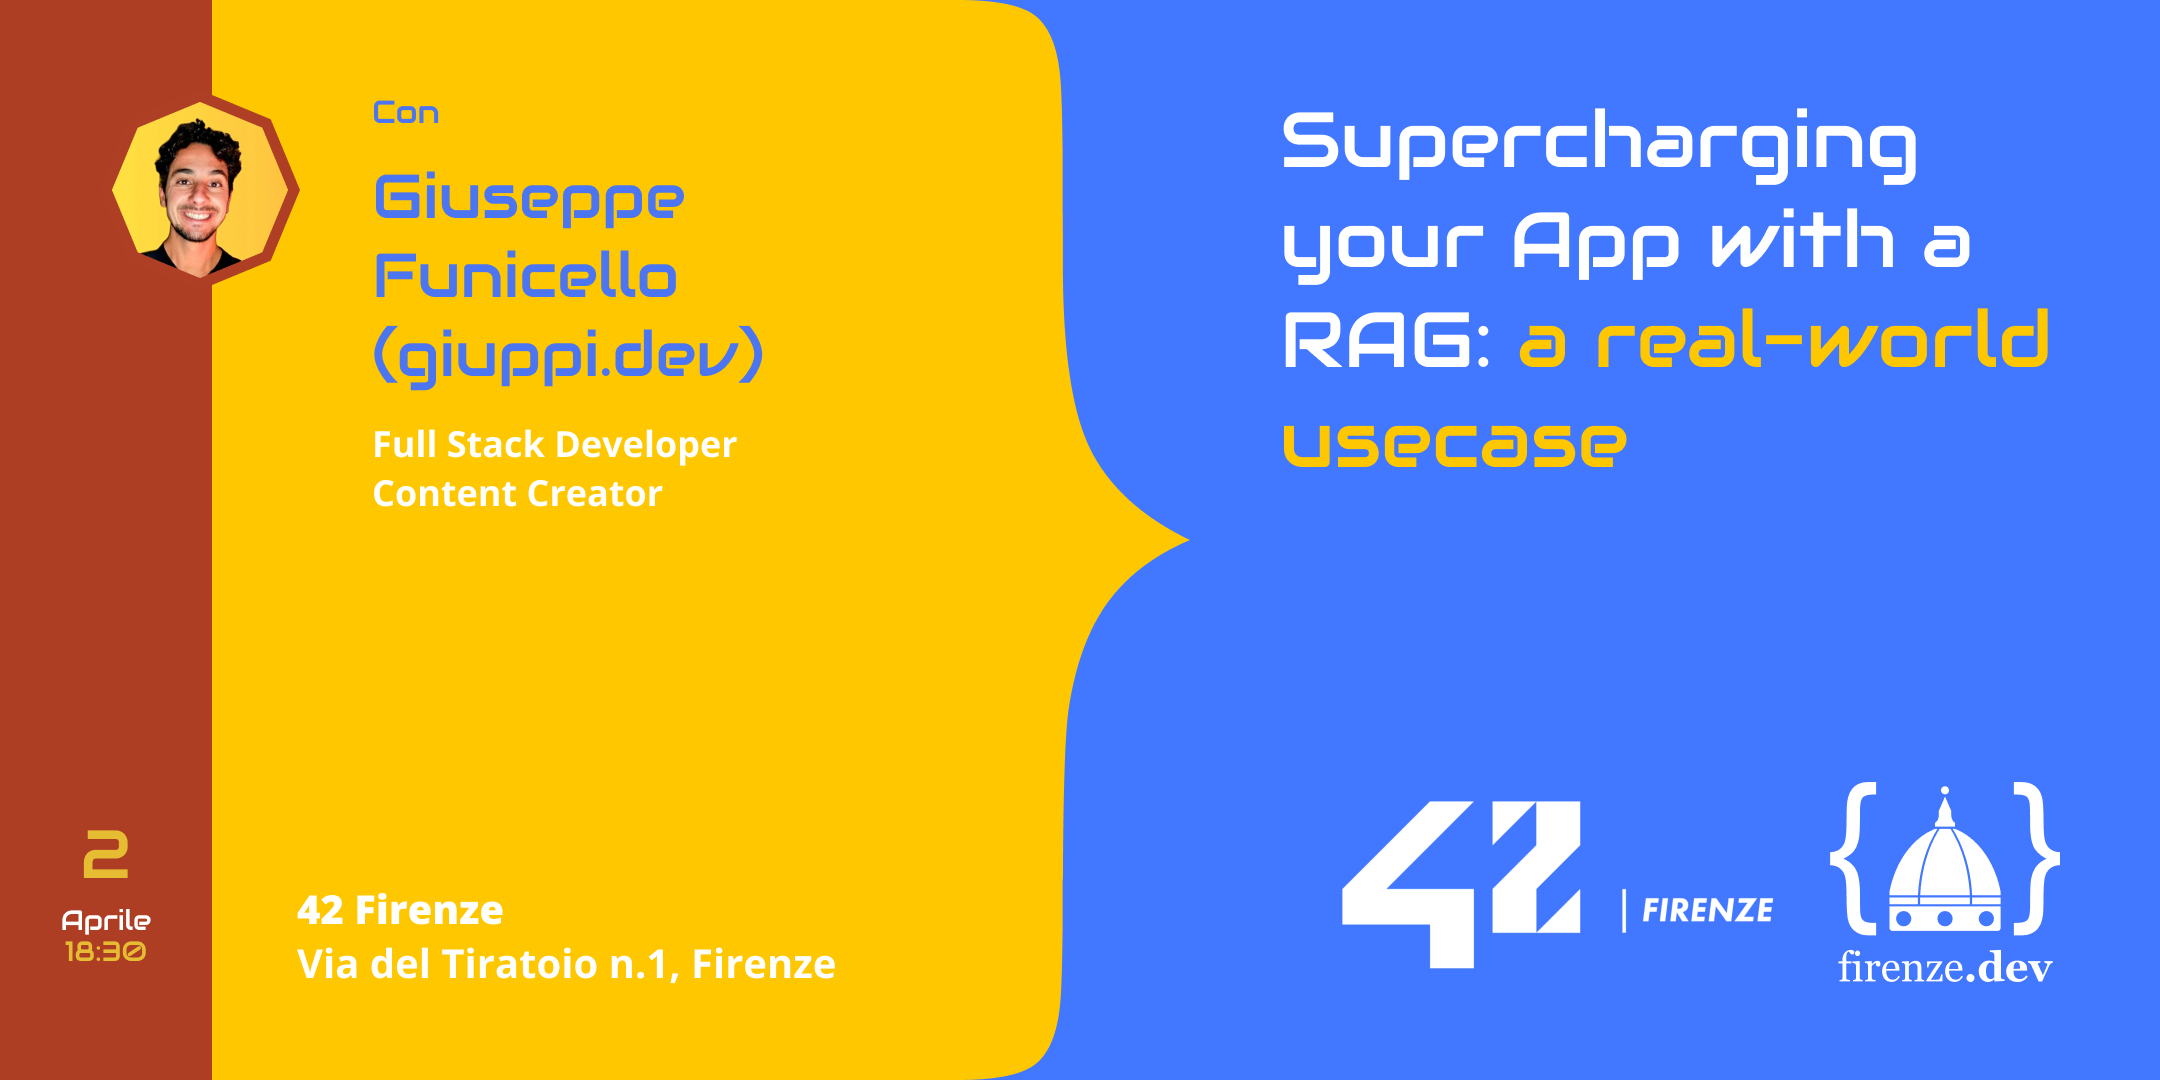 Con
Giuseppe
Funicello
(giuppi.dev)
Full Stack Developer
Content Creator
2
Aprile
18:30
42 Firenze
Via del Tiratoio n.1, Firenze
Supercharging
your App with a
RAG: a real-world
usecase
42
FIRENZE
firenze.dev